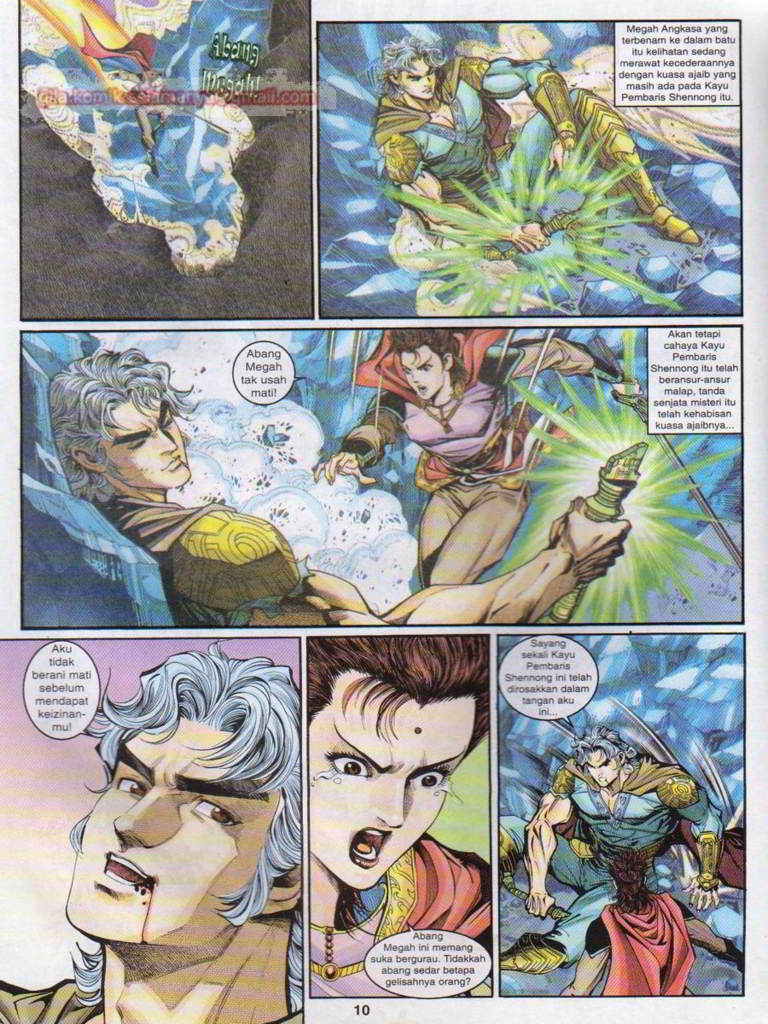 Abang
Megah
Megah Angkasa yang
terbenam ke dalam batu
itu kelihatan sedang
merawat kecederaannya
dengan kuasa ajaib yang
masih ada pada Kayu
Pembaris Shennong itu.
Abang
Megah
tak usah
mati!
Akan tetapi
cahaya Kayu
Pembaris
Shennong itu telah
beransur-ansur
malap, tanda
senjata misteri itu
telah kehabisan
kuasa ajaibnya...
Aku
tidak
berani mati
sebelum
mendapat
keizinan-
mu!
Abang
Megah ini memang
suka bergurau. Tidakkah
abang sedar betapa
gelisahnya orang?
Sayang
sekali Kayu
Pembaris
Shennong ini telah
dirosakkan dalam
tangan aku
ini...
10